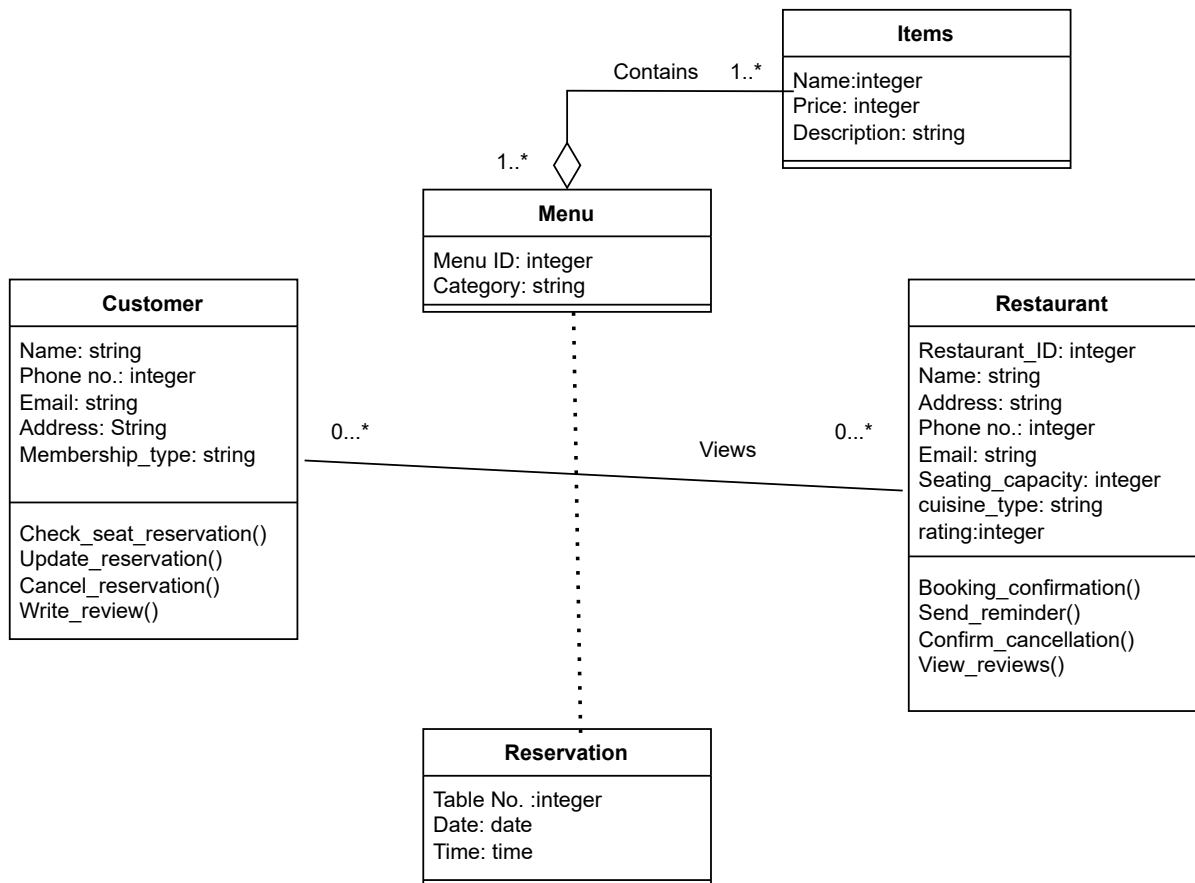 Items
Name:integer
Price: integer
Description: string
Contains
1..*
1..*
Menu
Menu ID: integer
Category: string
Customer
Name: string
Phone no.: integer
Email: string
Address: String
Membership_type: string
Check_seat_reservation()
Update_reservation()
Cancel_reservation()
Write_review()
0...*
Views
0...*
Restaurant
Restaurant_ID: integer
Name: string
Address: string
Phone no.: integer
Email: string
Seating_capacity: integer
cuisine_type: string
rating:integer
Booking_confirmation()
Send_reminder()
Confirm_cancellation()
View_reviews()
Reservation
Table No. :integer
Date: date
Time: time